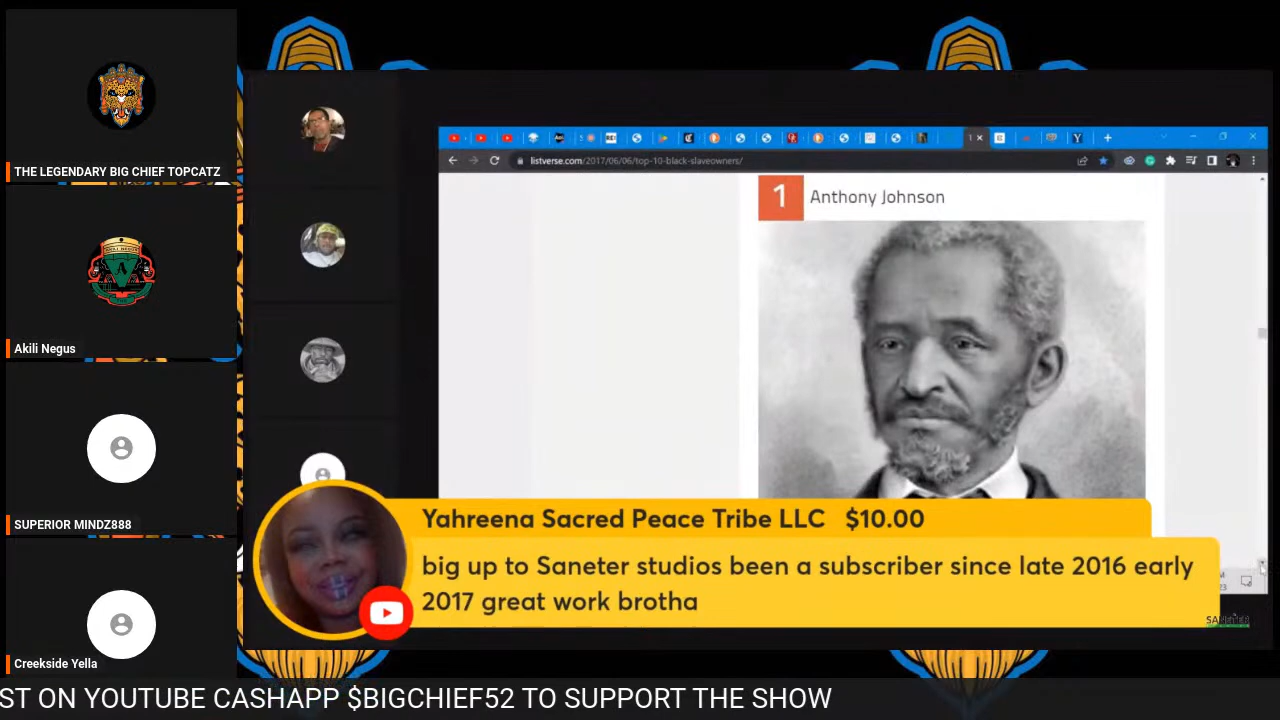 THE LEGENDARY BIG CHIEF TOPCATZ
Akili Negus
SUPERIOR MINDZ888
Creekside Yella
listverse.com/2017/06/06/top-10-black-slaveowners/
1 Anthony Johnson
Yahreena Sacred Peace Tribe LLC $10.00
big up to Saneter studios been a subscriber since late 2016 early
2017 great work brotha
SANETER
ST ON YOUTUBE CASHAPP $BIGCHIEF52 TO SUPPORT THE SHOW